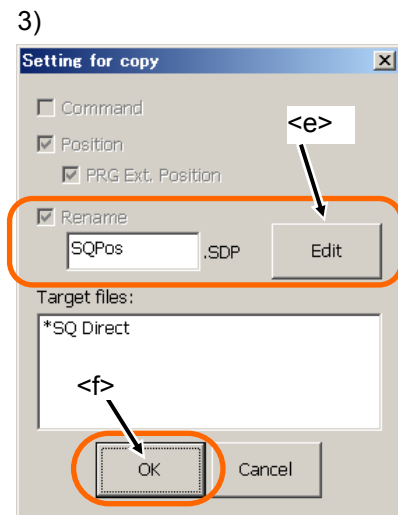 3)
Setting for copy
Command
<e>
Position
PRG Ext. Position
Rename
SQPos .SDP Edit
Target files:
*SQ Direct
<f>
OK Cancel